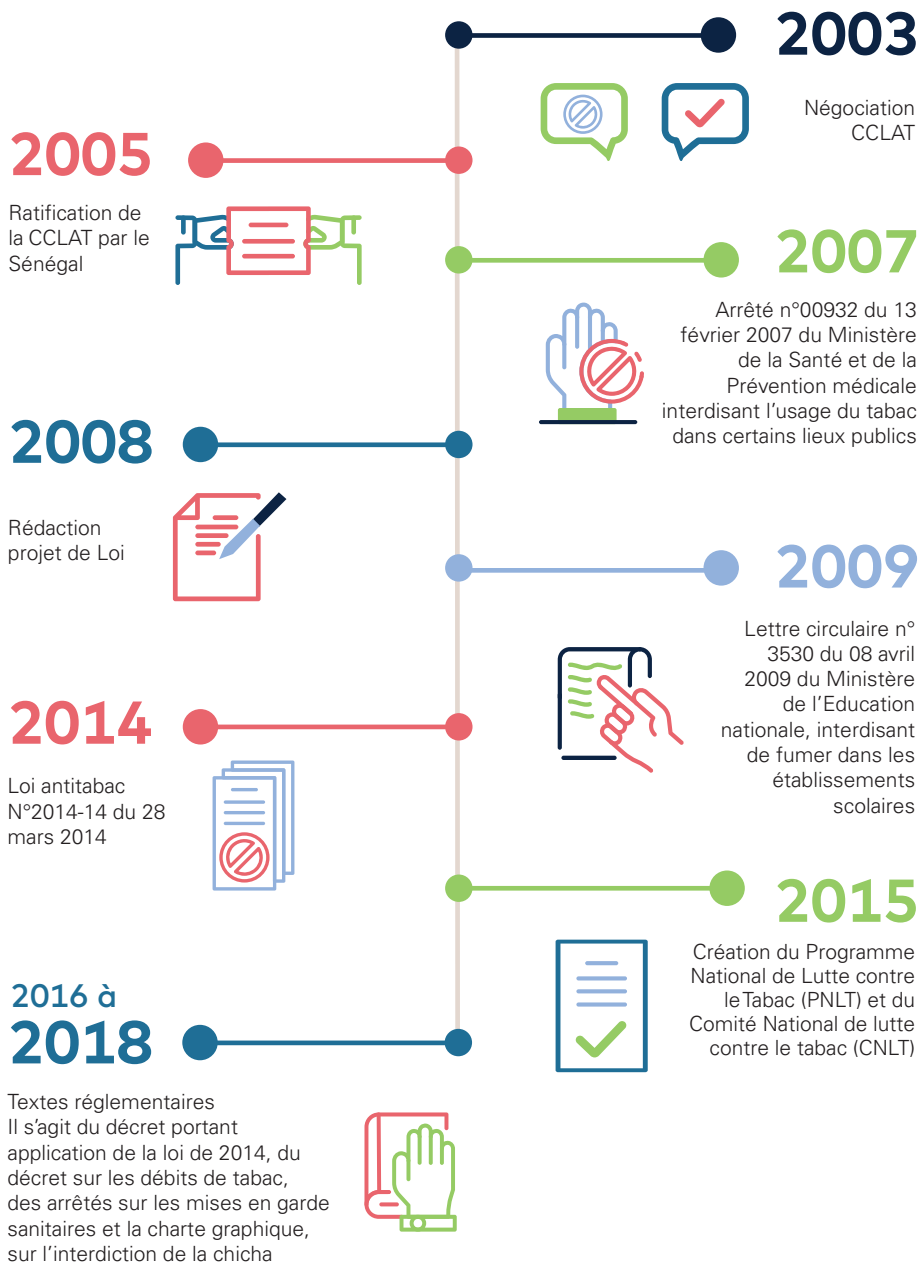 2003
Négociation
CCLAT
2005
Ratification de
la CCLAT par le
Sénégal
2007
Arrêté n°00932 du 13
février 2007 du Ministère
de la Santé et de la
Prévention médicale
interdisant l'usage du tabac
dans certains lieux publics
2008
Rédaction
projet de Loi
2009
Lettre circulaire n°
3530 du 08 avril
2009 du Ministère
de l'Education
nationale, interdisant
de fumer dans les
établissements
scolaires
2014
Loi antitabac
N°2014-14 du 28
mars 2014
2015
Création du Programme
National de Lutte contre
le Tabac (PNLT) et du
Comité National de lutte
contre le tabac (CNLT)
2016 à
2018
Textes réglementaires
Il s'agit du décret portant
application de la loi de 2014, du
décret sur les débits de tabac,
des arrêtés sur les mises en garde
sanitaires et la charte graphique,
sur l'interdiction de la chicha